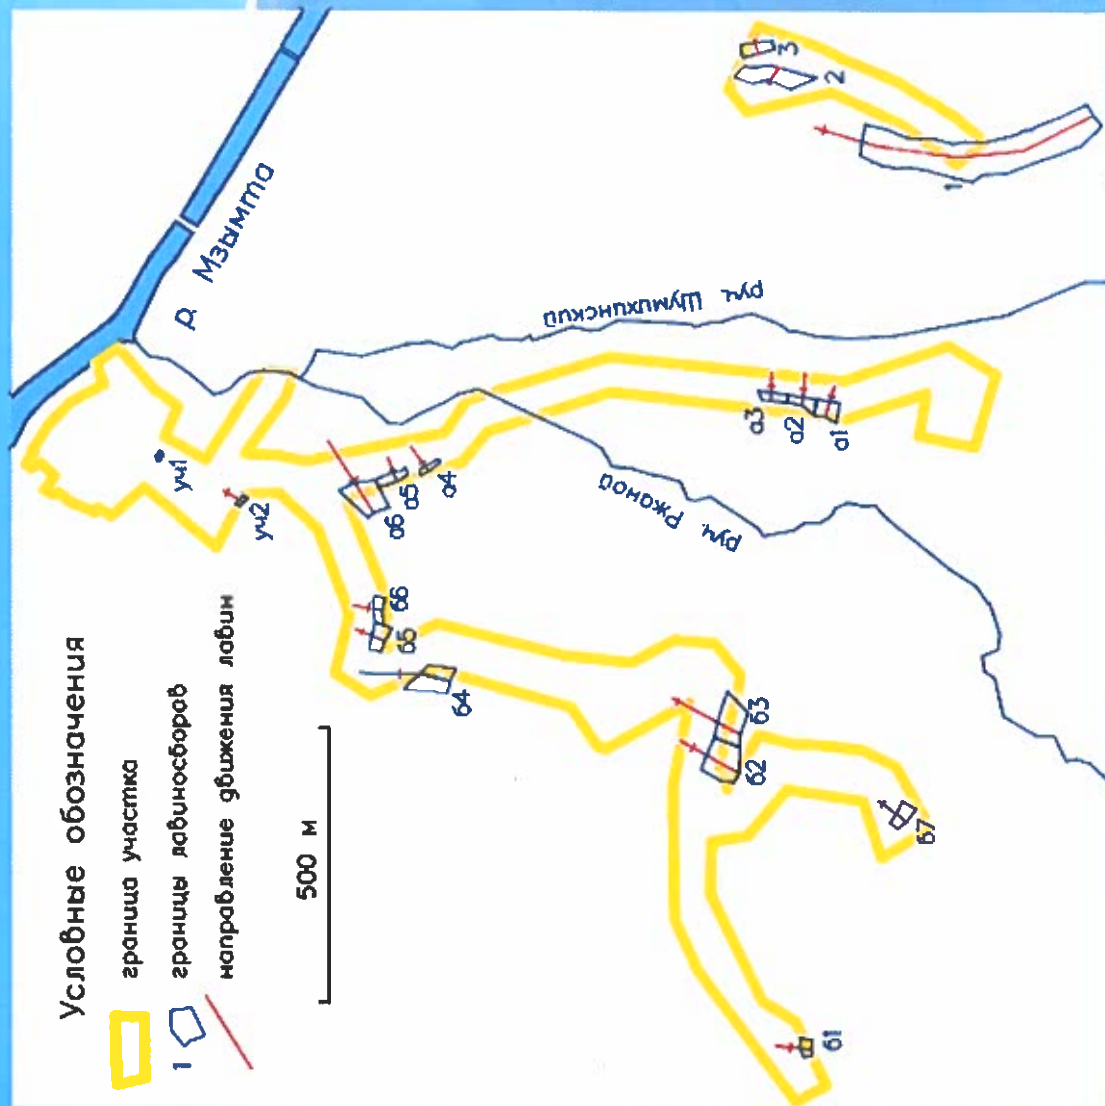 Условные обозначения
граница участка
1 границы лавиносборов
направление движения лавин
500 м
р. Мзымта
руч. Шумихинский
руч. Ржаной
уч1
уч2
а6
а5
а4
а3
а2
а1
б6
б5
б4
б3
б2
б7
б1
3
2
1